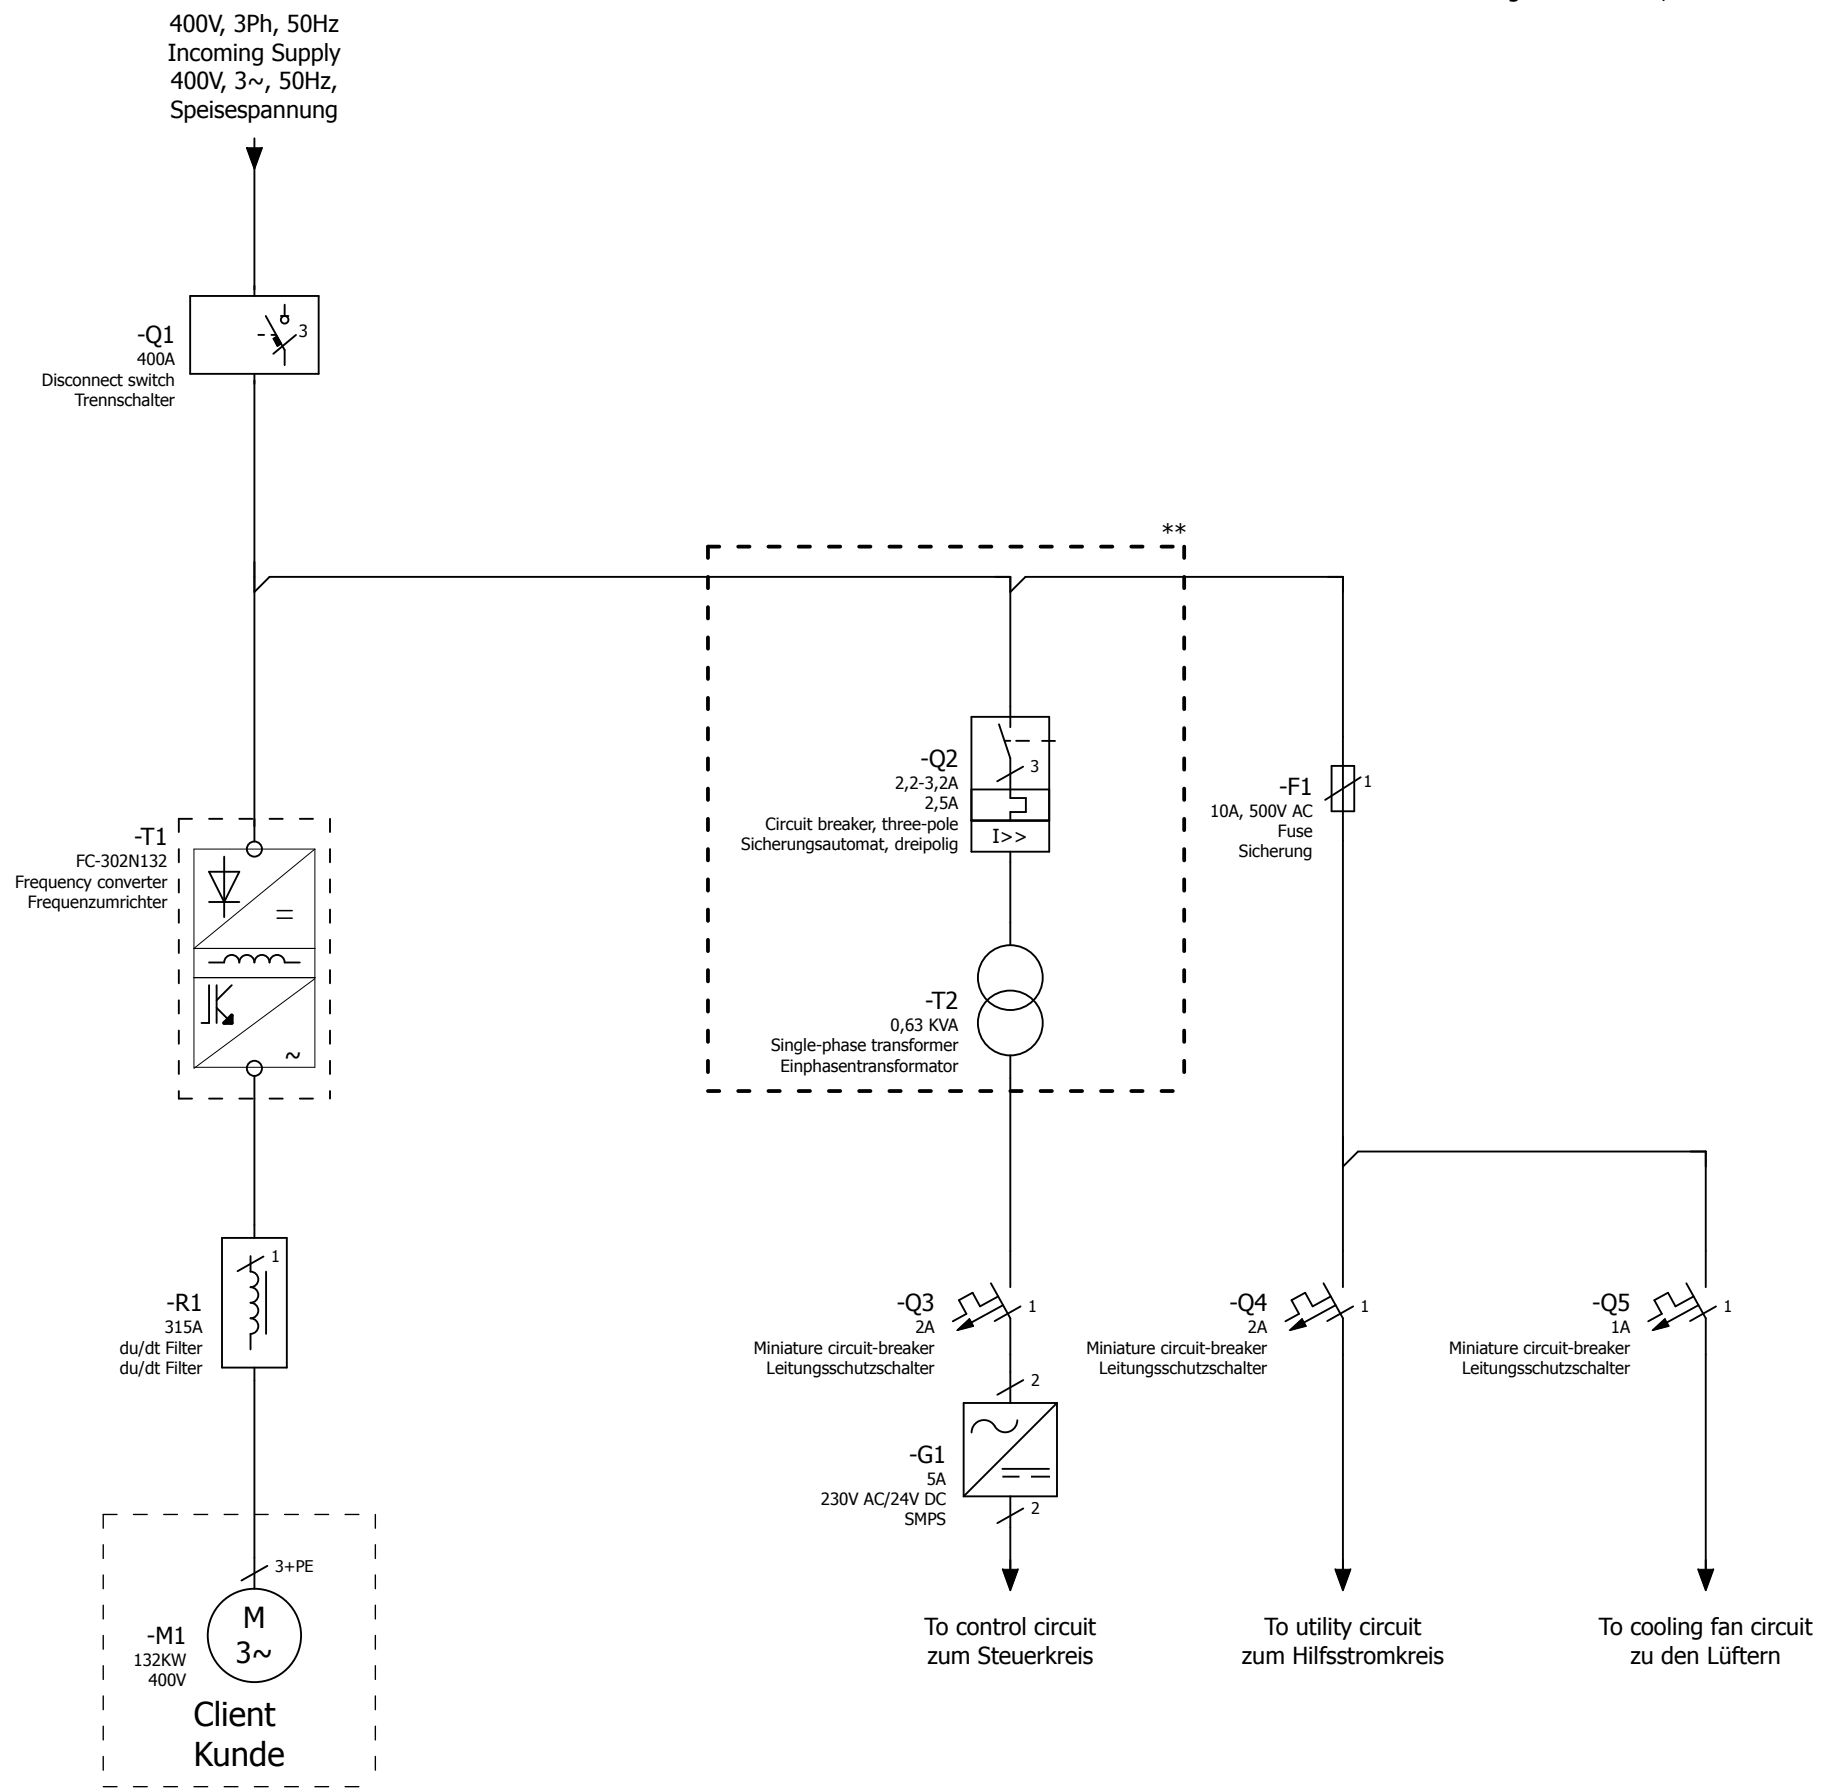 400V, 3Ph, 50Hz
Incoming Supply
400V, 3~, 50Hz,
Speisespannung
-Q1
400A
Disconnect switch
Trennschalter
3
**
-Q2
2,2-3,2A
2,5A
Circuit breaker, three-pole
Sicherungsautomat, dreipolig
3
I>>
-F1
10A, 500V AC
Fuse
Sicherung
1
-T1
FC-302N132
Frequency converter
Frequenzumrichter
=
~
-T2
0,63 KVA
Single-phase transformer
Einphasentransformator
-R1
315A
du/dt Filter
du/dt Filter
1
-Q3
2A
Miniature circuit-breaker
Leitungsschutzschalter
1
2
-Q4
2A
Miniature circuit-breaker
Leitungsschutzschalter
1
-Q5
1A
Miniature circuit-breaker
Leitungsschutzschalter
1
-G1
5A
230V AC/24V DC
SMPS
2
3+PE
M
3~
-M1
132KW
400V
Client
Kunde
To control circuit
zum Steuerkreis
To utility circuit
zum Hilfsstromkreis
To cooling fan circuit
zu den Lüftern